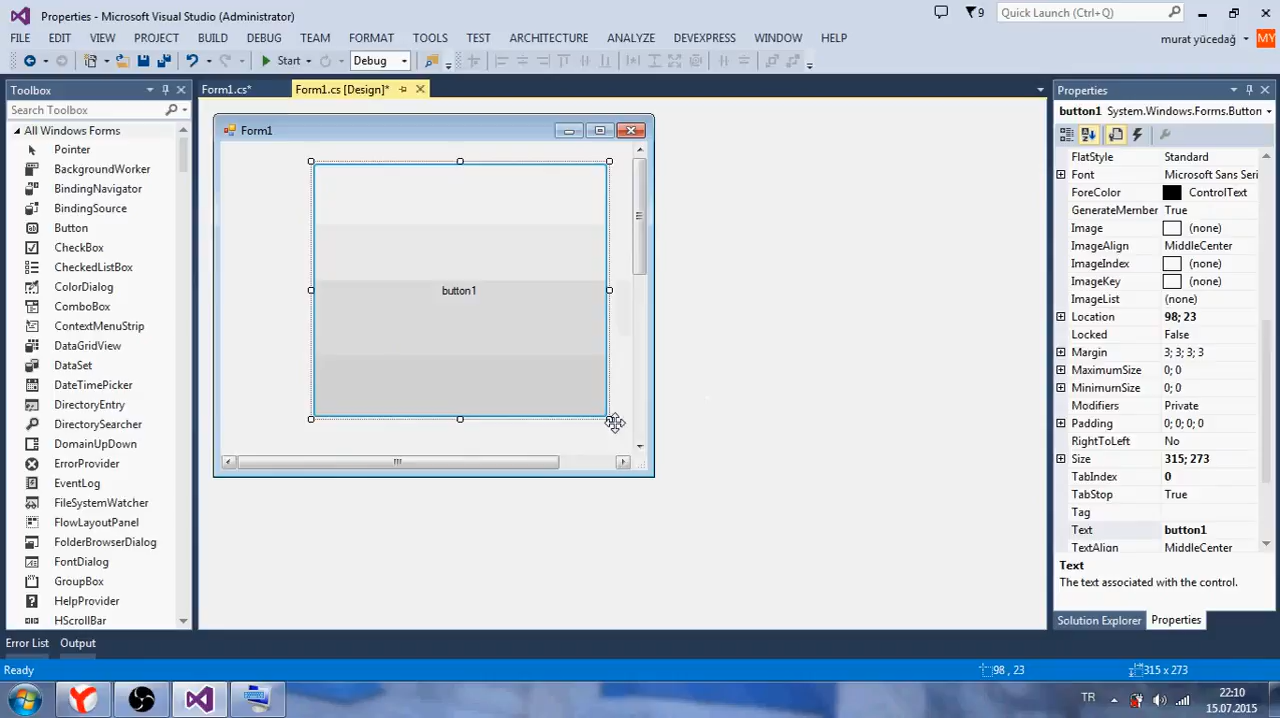 Properties - Microsoft Visual Studio (Administrator)
9
Quick Launch (Ctrl+Q)
FILE EDIT VIEW PROJECT BUILD DEBUG TEAM FORMAT TOOLS TEST ARCHITECTURE ANALYZE DEVEXPRESS WINDOW HELP
murat yücedağ MY
Start Debug
Toolbox
Search Toolbox
All Windows Forms
Pointer
BackgroundWorker
BindingNavigator
BindingSource
Button
CheckBox
CheckedListBox
ColorDialog
ComboBox
ContextMenuStrip
DataGridView
DataSet
DateTimePicker
DirectoryEntry
DirectorySearcher
DomainUpDown
ErrorProvider
EventLog
FileSystemWatcher
FlowLayoutPanel
FolderBrowserDialog
FontDialog
GroupBox
HelpProvider
HScrollBar
Form1.cs* Form1.cs [Design]*
Form1
button1
Properties
button1 System.Windows.Forms.Button
FlatStyle Standard
Font Microsoft Sans Seri
ForeColor ControlText
GenerateMember True
Image (none)
ImageAlign MiddleCenter
ImageIndex (none)
ImageKey (none)
ImageList (none)
Location 98; 23
Locked False
Margin 3; 3; 3; 3
MaximumSize 0; 0
MinimumSize 0; 0
Modifiers Private
Padding 0; 0; 0; 0
RightToLeft No
Size 315; 273
TabIndex 0
TabStop True
Tag
Text button1
TextAlign MiddleCenter
Text
The text associated with the control.
Solution Explorer Properties
Error List Output
Ready 98 , 23 315 x 273
TR 22:10
15.07.2015